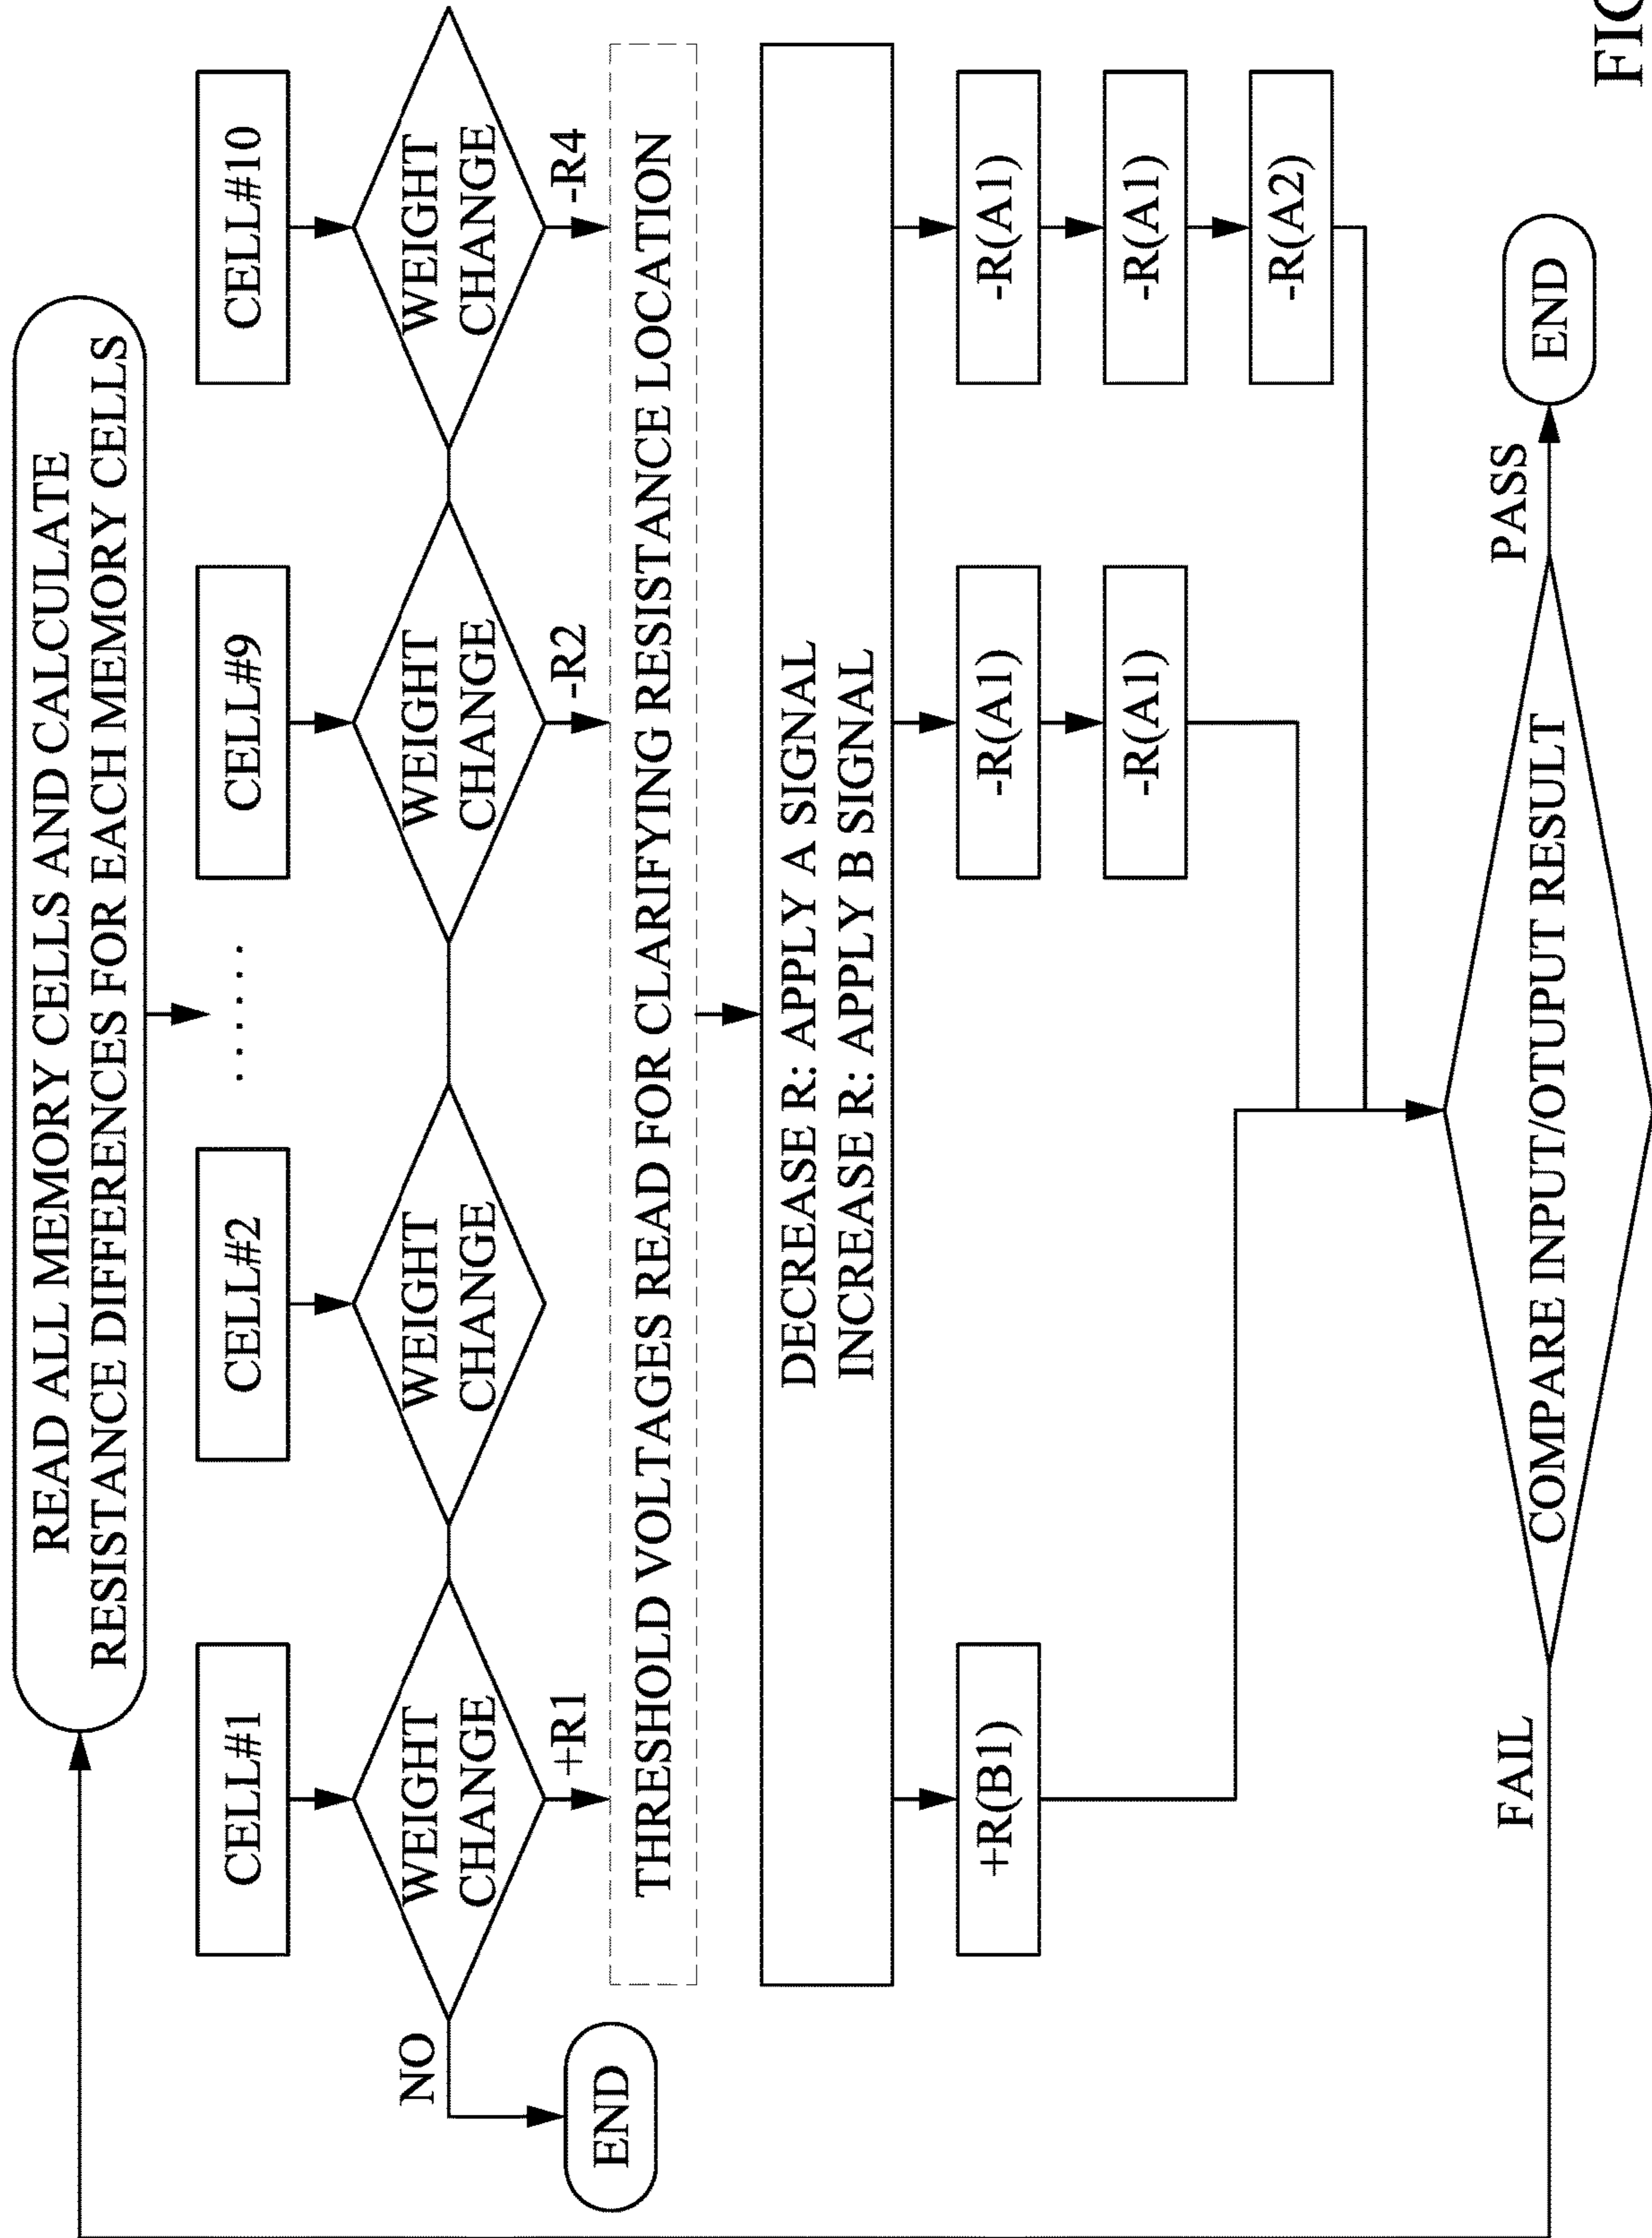 READ ALL MEMORY CELLS AND CALCULATE
RESISTANCE DIFFERENCES FOR EACH MEMORY CELLS
CELL#1
CELL#2
......
CELL#9
CELL#10
NO
WEIGHT
CHANGE
WEIGHT
CHANGE
WEIGHT
CHANGE
WEIGHT
CHANGE
END
+R1
-R2
-R4
THRESHOLD VOLTAGES READ FOR CLARIFYING RESISTANCE LOCATION
DECREASE R: APPLY A SIGNAL
INCREASE R: APPLY B SIGNAL
+R(B1)
-R(A1)
-R(A1)
-R(A1)
-R(A1)
-R(A2)
FAIL
COMPARE INPUT/OTUPUT RESULT
PASS
END